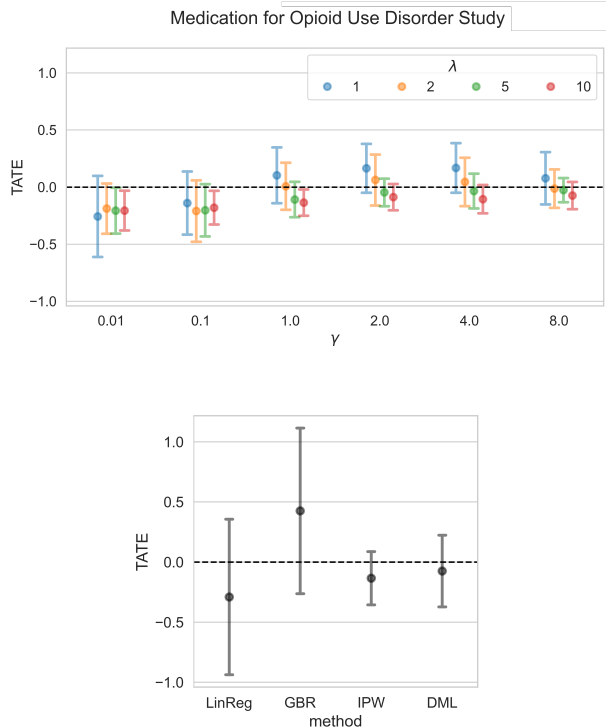 Medication for Opioid Use Disorder Study
λ
1 2 5 10
TATE
1.0
0.5
0.0
−0.5
−1.0
0.01 0.1 1.0 2.0 4.0 8.0
γ
TATE
1.0
0.5
0.0
−0.5
−1.0
LinReg GBR IPW DML
method